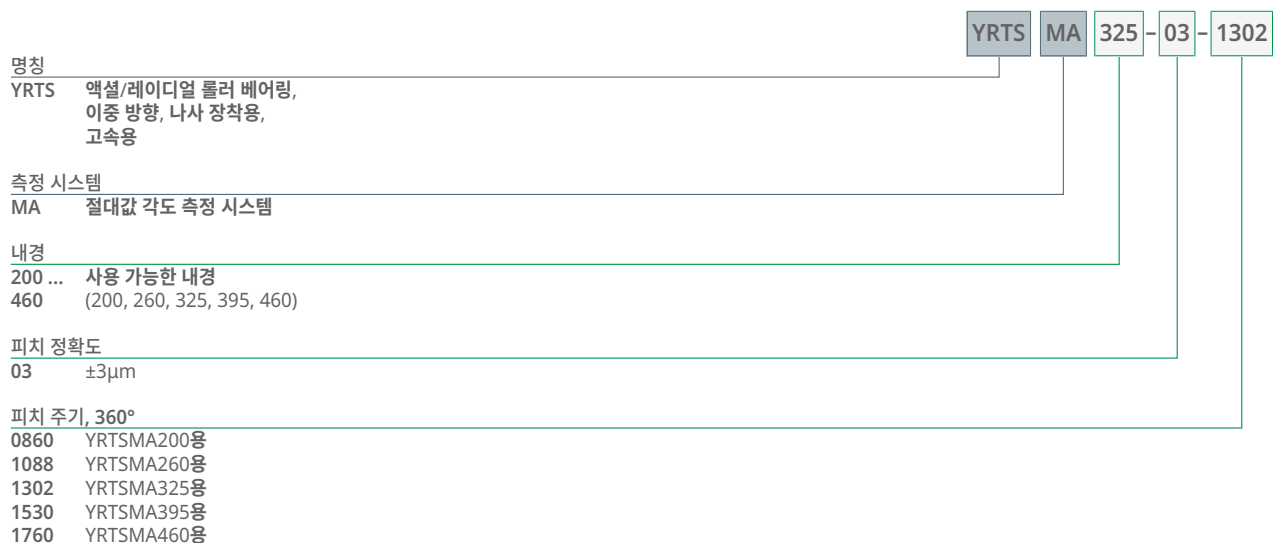 YRTS MA 325 – 03 – 1302
명칭
YRTS 액셜/레이디얼 롤러 베어링,
이중 방향, 나사 장착용,
고속용
측정 시스템
MA 절대값 각도 측정 시스템
내경
200 ... 사용 가능한 내경
460 (200, 260, 325, 395, 460)
피치 정확도
03 ±3μm
피치 주기, 360°
0860 YRTSMA200용
1088 YRTSMA260용
1302 YRTSMA325용
1530 YRTSMA395용
1760 YRTSMA460용